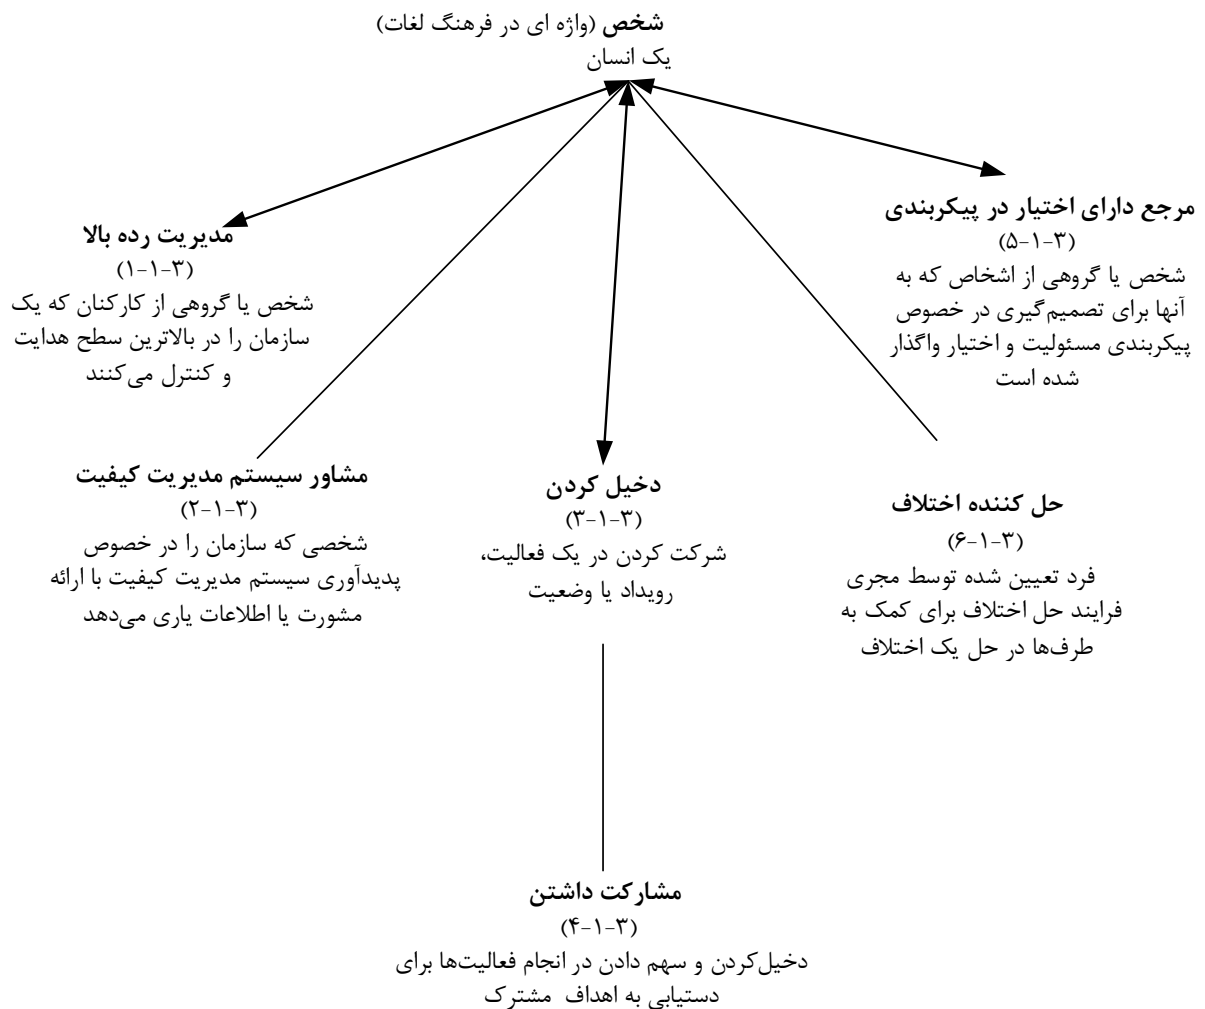 شخص (واژه ای در فرهنگ لغات)
یک انسان
مرجع دارای اختیار در پیکربندی
(۳-۱-۵)
شخص یا گروهی از اشخاص که به
آنها برای تصمیم‌گیری در خصوص
پیکربندی مسئولیت و اختیار واگذار
شده است
مدیریت رده بالا
(۳-۱-۱)
شخص یا گروهی از کارکنان که یک
سازمان را در بالاترین سطح هدایت
و کنترل می‌کنند
حل کننده اختلاف
(۳-۱-۶)
فرد تعیین شده توسط مجری
فرایند حل اختلاف برای کمک به
طرف‌ها در حل یک اختلاف
دخیل کردن
(۳-۱-۳)
شرکت کردن در یک فعالیت،
رویداد یا وضعیت
مشاور سیستم مدیریت کیفیت
(۳-۱-۲)
شخصی که سازمان را در خصوص
پدیدآوری سیستم مدیریت کیفیت با ارائه
مشورت یا اطلاعات یاری می‌دهد
مشارکت داشتن
(۳-۱-۴)
دخیل‌کردن و سهم دادن در انجام فعالیت‌ها برای
دستیابی به اهداف مشترک